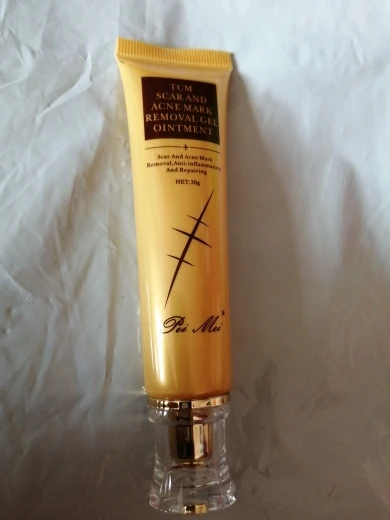 TCM
SCAR AND
ACNE MARK
REMOVAL GEL
OINTMENT
Scar And Acne Mark
Removal,Anti-inflammatory
And Repairing
NET:30g
Pei Mei